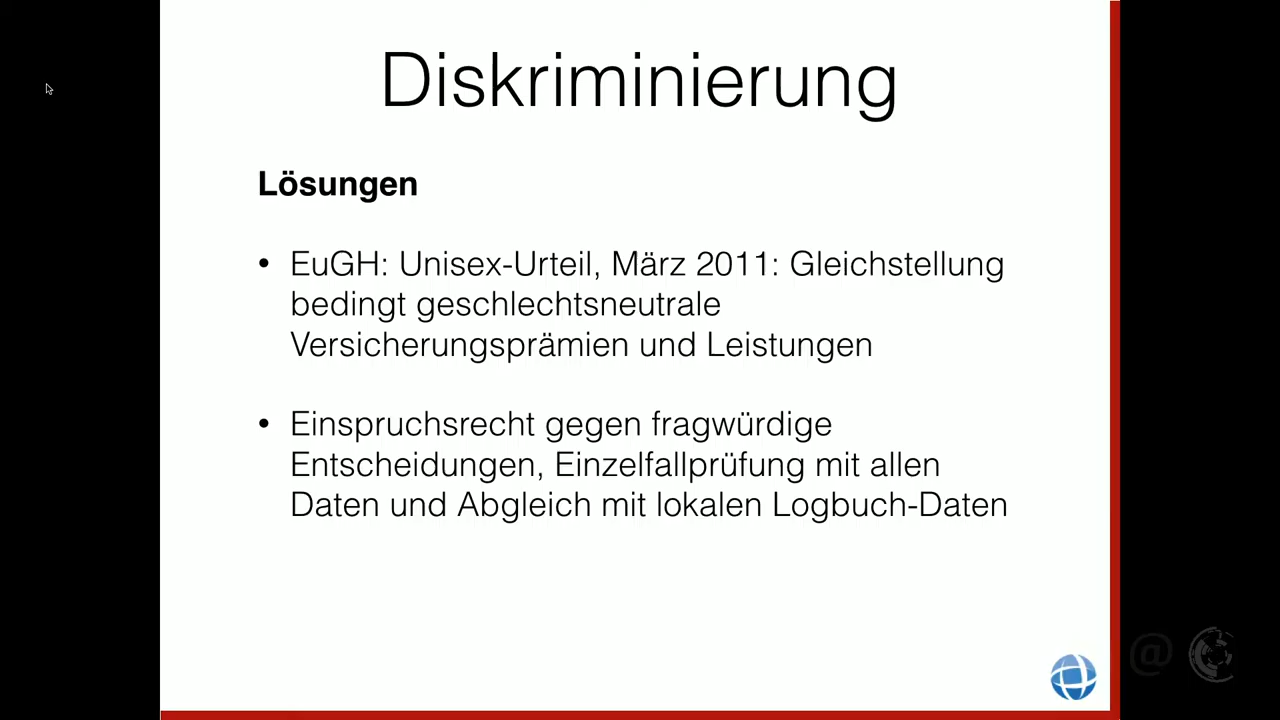 Diskriminierung
Lösungen
• EuGH: Unisex-Urteil, März 2011: Gleichstellung
bedingt geschlechtsneutrale
Versicherungsprämien und Leistungen
• Einspruchsrecht gegen fragwürdige
Entscheidungen, Einzelfallprüfung mit allen
Daten und Abgleich mit lokalen Logbuch-Daten
@